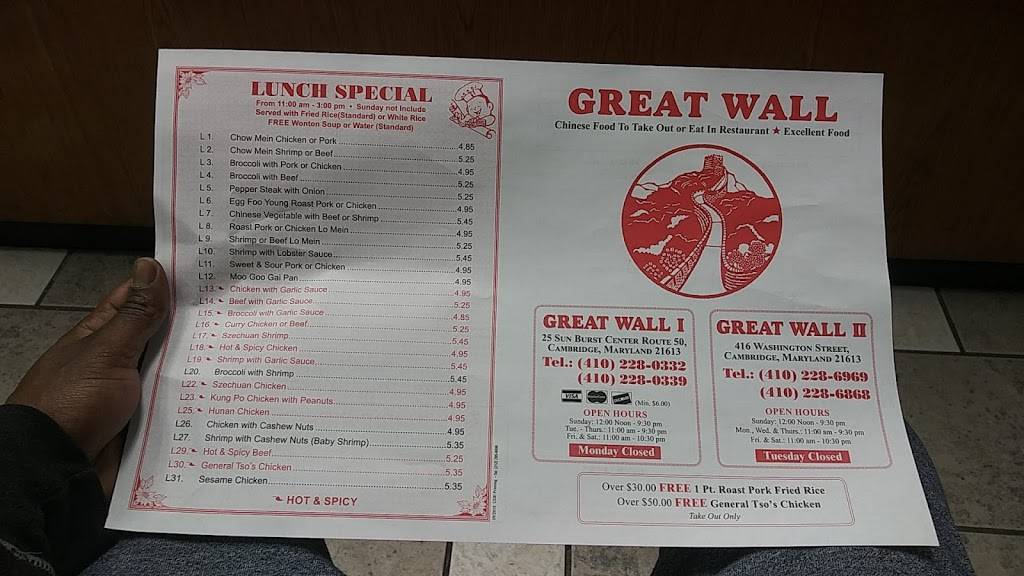 LUNCH SPECIAL
From 11:00 am - 3:00 pm • Sunday not Include
Served with Fried Rice(Standard) or White Rice
FREE Wonton Soup or Water (Standard)
L 1. Chow Mein Chicken or Pork 4.85
L 2. Chow Mein Shrimp or Beef 5.25
L 3. Broccoli with Pork or Chicken 4.95
L 4. Broccoli with Beef 5.25
L 5. Pepper Steak with Onion 5.25
L 6. Egg Foo Young Roast Pork or Chicken 4.95
L 7. Chinese Vegetable with Beef or Shrimp 5.45
L 8. Roast Pork or Chicken Lo Mein 4.95
L 9. Shrimp or Beef Lo Mein 5.25
L10. Shrimp with Lobster Sauce 5.45
L11. Sweet & Sour Pork or Chicken 4.95
L12. Moo Goo Gai Pan 4.95
L13. Chicken with Garlic Sauce 4.95
L14. Beef with Garlic Sauce 5.25
L15. Broccoli with Garlic Sauce 4.85
L16. Curry Chicken or Beef 5.25
L17. Szechuan Shrimp 5.45
L18. Hot & Spicy Chicken 4.95
L19 Shrimp with Garlic Sauce 5.45
L20. Broccoli with Shrimp 5.45
L22. Szechuan Chicken 4.95
L23. Kung Po Chicken with Peanuts 4.95
L25. Hunan Chicken 4.95
L26. Chicken with Cashew Nuts 4.95
L27. Shrimp with Cashew Nuts (Baby Shrimp) 5.35
L29. Hot & Spicy Beef 5.35
L30. General Tso's Chicken 5.35
L31. Sesame Chicken 5.35
HOT & SPICY
GREAT WALL
Chinese Food To Take Out or Eat In Restaurant ★ Excellent Food
GREAT WALL I
25 Sun Burst Center Route 50,
Cambridge, Maryland 21613
Tel.: (410) 228-0332
(410) 228-0339
VISA
(Min. $6.00)
OPEN HOURS
Sunday: 12:00 Noon - 9:30 pm
Tue. - Thurs.: 11:00 am - 9:30 pm
Fri. & Sat.: 11:00 am - 10:30 pm
Monday Closed
GREAT WALL II
416 Washington Street,
Cambridge, Maryland 21613
Tel.: (410) 228-6969
(410) 228-6868
OPEN HOURS
Sunday: 12:00 Noon - 9:30 pm
Mon., Wed. & Thurs.: 11:00 am - 9:30 pm
Fri. & Sat.: 11:00 am - 10:30 pm
Tuesday Closed
Over $30.00 FREE 1 Pt. Roast Pork Fried Rice
Over $50.00 FREE General Tso's Chicken
Take Out Only